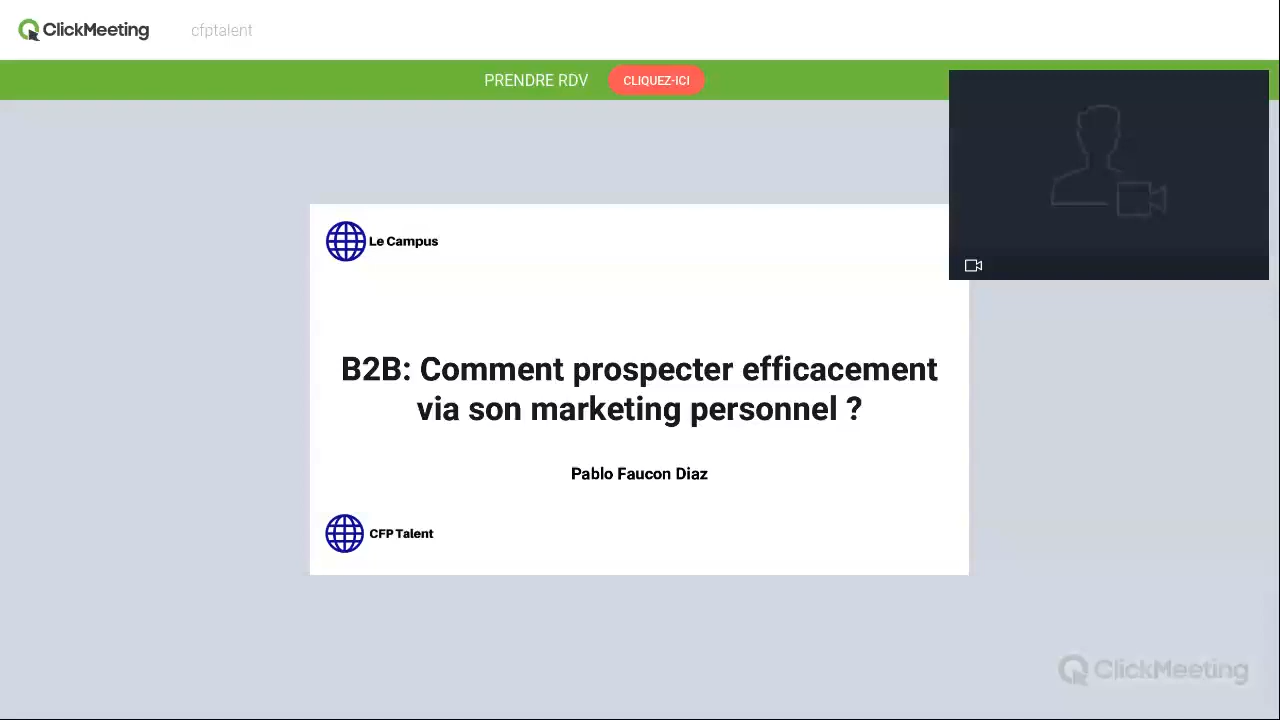 ClickMeeting
cfptalent
PRENDRE RDV
CLIQUEZ-ICI
Le Campus
B2B: Comment prospecter efficacement
via son marketing personnel ?
Pablo Faucon Diaz
CFP Talent
ClickMeeting